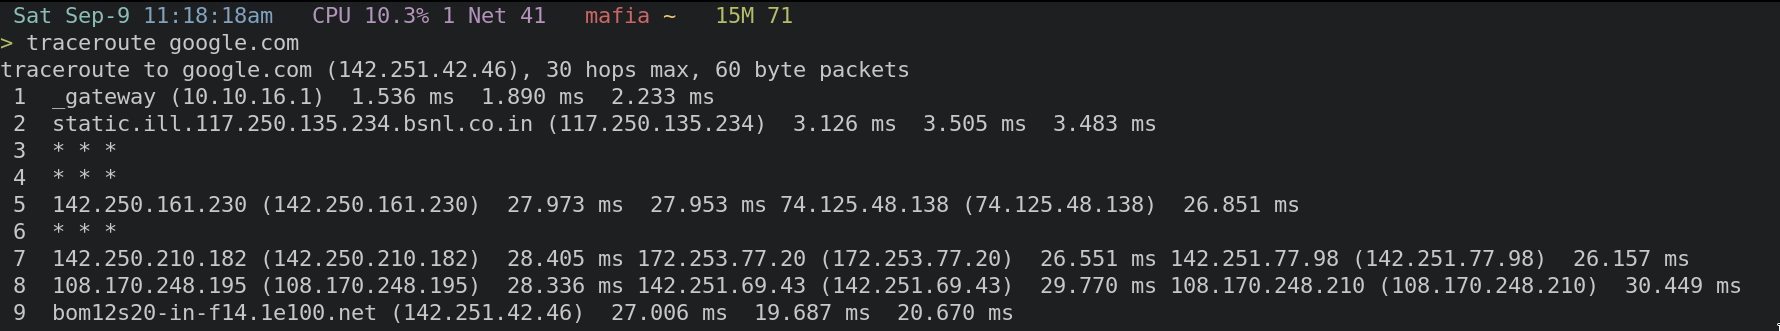 Sat Sep-9 11:18:18am CPU 10.3% 1 Net 41 mafia ~ 15M 71
> traceroute google.com
traceroute to google.com (142.251.42.46), 30 hops max, 60 byte packets
1 _gateway (10.10.16.1) 1.536 ms 1.890 ms 2.233 ms
2 static.ill.117.250.135.234.bsnl.co.in (117.250.135.234) 3.126 ms 3.505 ms 3.483 ms
3 * * *
4 * * *
5 142.250.161.230 (142.250.161.230) 27.973 ms 27.953 ms 74.125.48.138 (74.125.48.138) 26.851 ms
6 * * *
7 142.250.210.182 (142.250.210.182) 28.405 ms 172.253.77.20 (172.253.77.20) 26.551 ms 142.251.77.98 (142.251.77.98) 26.157 ms
8 108.170.248.195 (108.170.248.195) 28.336 ms 142.251.69.43 (142.251.69.43) 29.770 ms 108.170.248.210 (108.170.248.210) 30.449 ms
9 bom12s20-in-f14.1e100.net (142.251.42.46) 27.006 ms 19.687 ms 20.670 ms